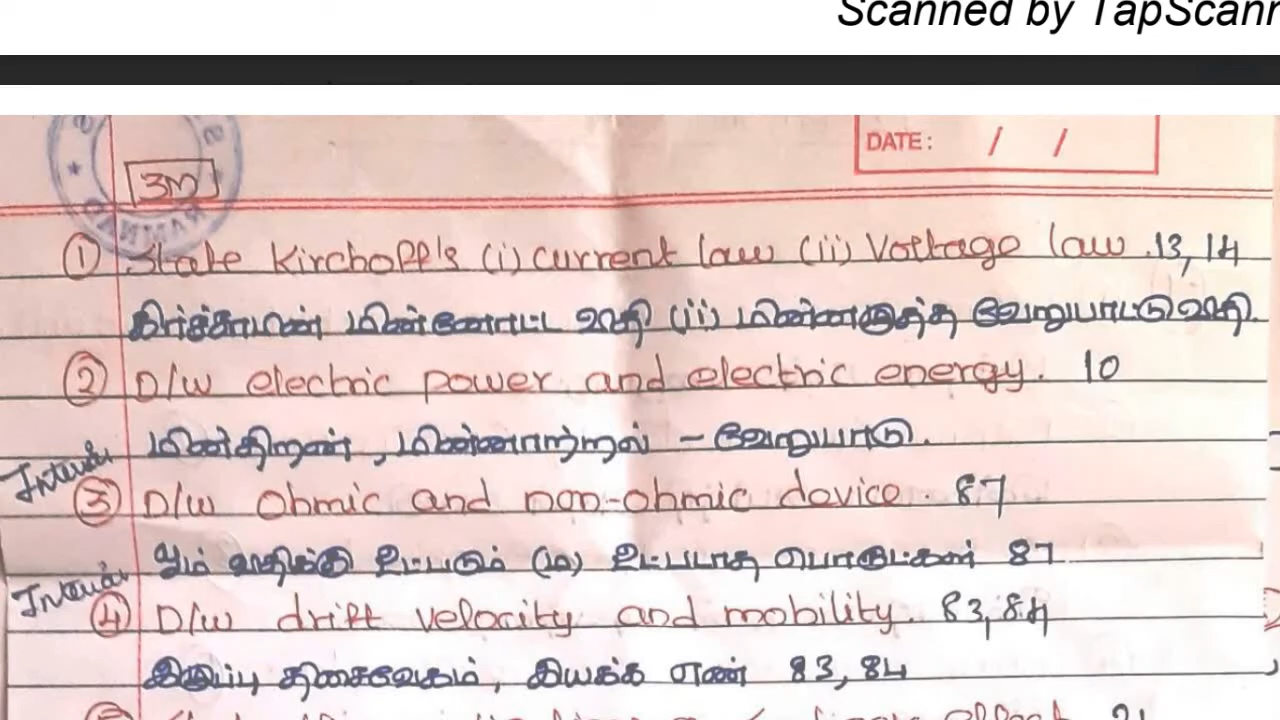 Scanned by TapScann
DATE: / /
3M
① State Kirchoff's (i) current law (ii) Voltage law. 13, 14
கிர்ச்சாஃபின் மின்னோட்ட விதி (ii) மின்னழுத்த வேறுபாட்டு விதி.
② D/W electric power and electric energy. 10
மின்திறன், மின்னாற்றல் – வேறுபாடு.
③ D/W ohmic and non-ohmic device. 87
ஓம் விதிக்கு உட்படும் (ம) உட்படாத பொருட்கள் 87
④ D/W drift velocity and mobility. 83, 84
இழுப்பு திசைவேகம், இயக்க எண் 83, 84
effect 21